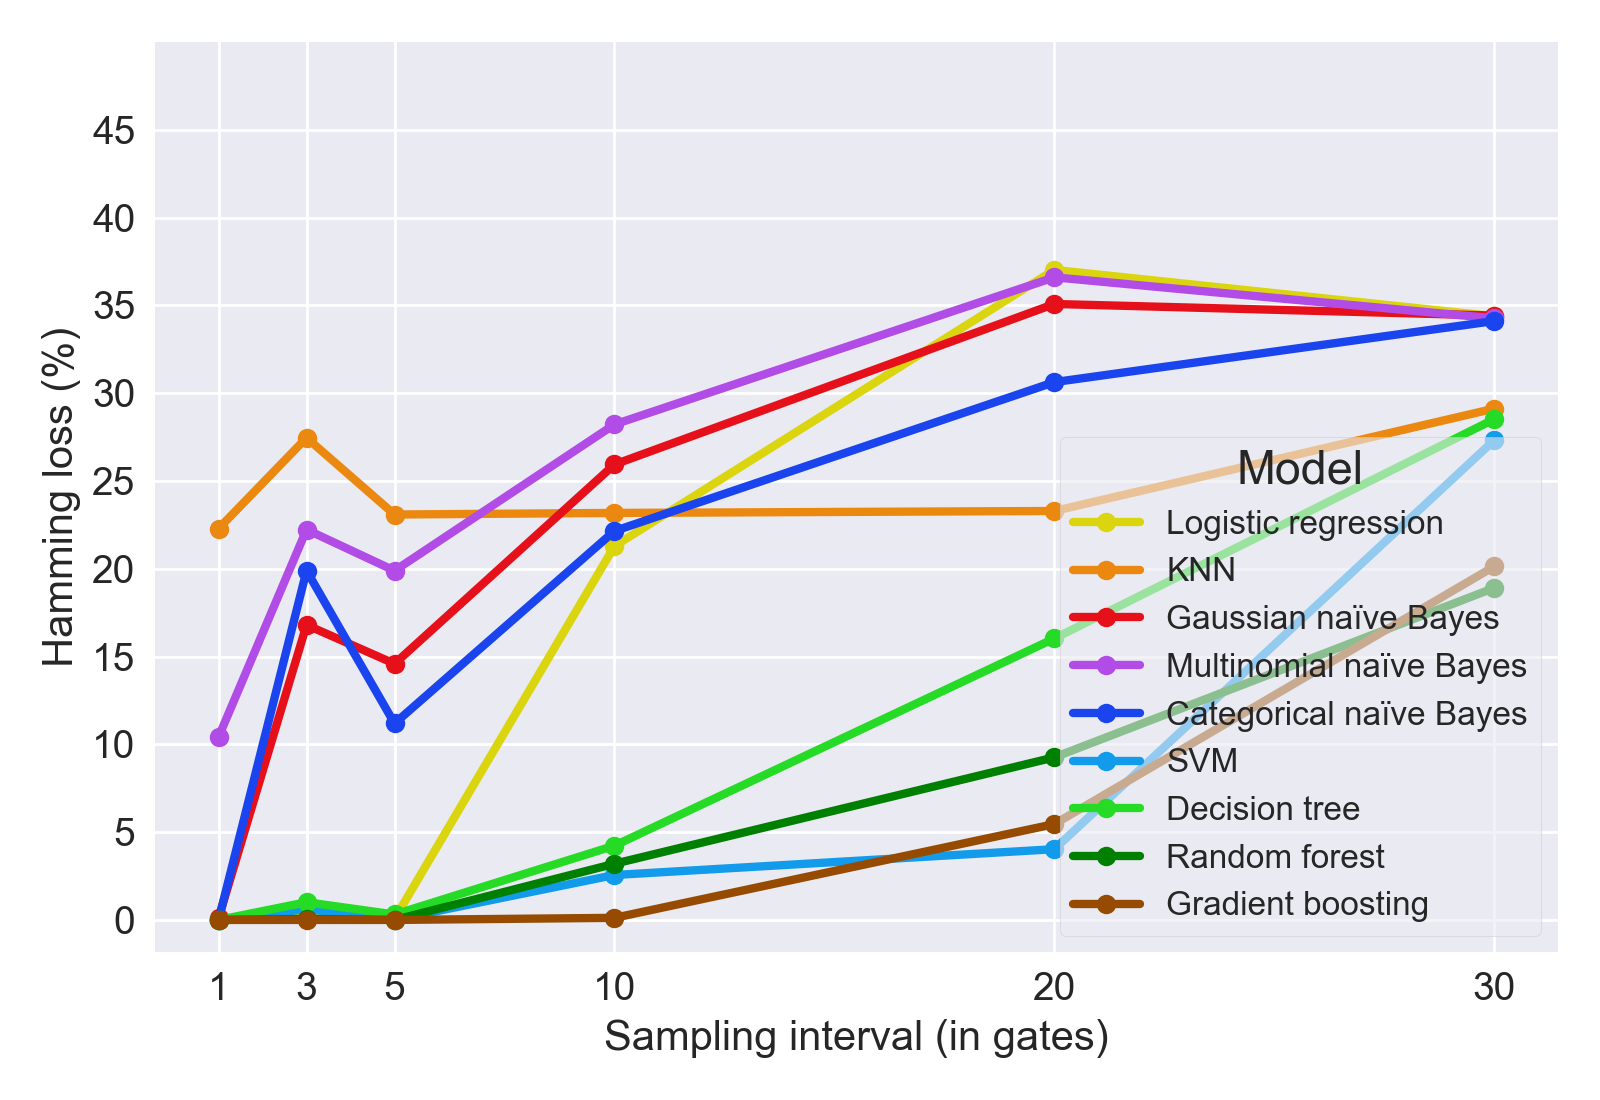 Hamming loss (%)
45
40
35
30
25
20
15
10
5
0
1 3 5 10 20 30
Sampling interval (in gates)
Model
Logistic regression
KNN
Gaussian naïve Bayes
Multinomial naïve Bayes
Categorical naïve Bayes
SVM
Decision tree
Random forest
Gradient boosting